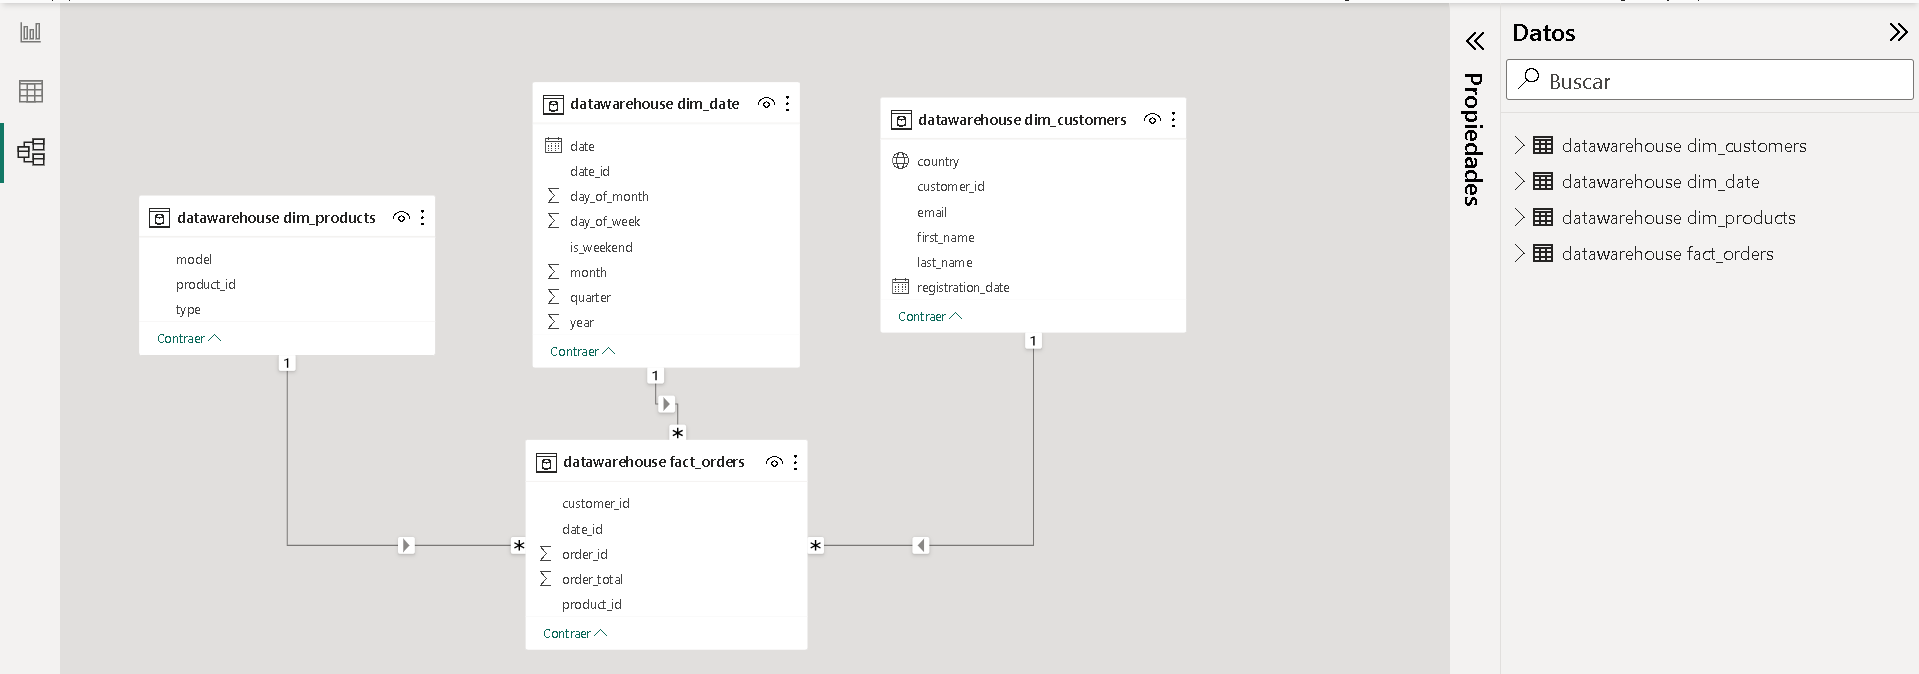 Datos
Buscar
Propiedades
datawarehouse dim_customers
datawarehouse dim_date
datawarehouse dim_products
datawarehouse fact_orders
datawarehouse dim_products
model
product_id
type
Contraer
1
datawarehouse dim_date
date
date_id
day_of_month
day_of_week
is_weekend
month
quarter
year
Contraer
1
*
datawarehouse dim_customers
country
customer_id
email
first_name
last_name
registration_date
Contraer
1
datawarehouse fact_orders
customer_id
date_id
order_id
order_total
product_id
Contraer
*
*